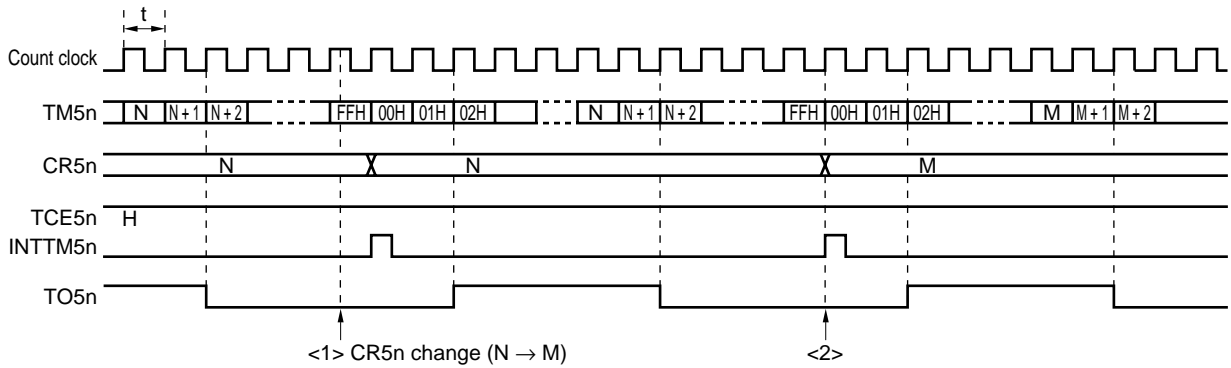 t
Count clock
TM5n N N + 1 N + 2 FFH 00H 01H 02H N N + 1 N + 2 FFH 00H 01H 02H M M + 1 M + 2
CR5n N N M
TCE5n H
INTTM5n
TO5n
<1> CR5n change (N → M) <2>